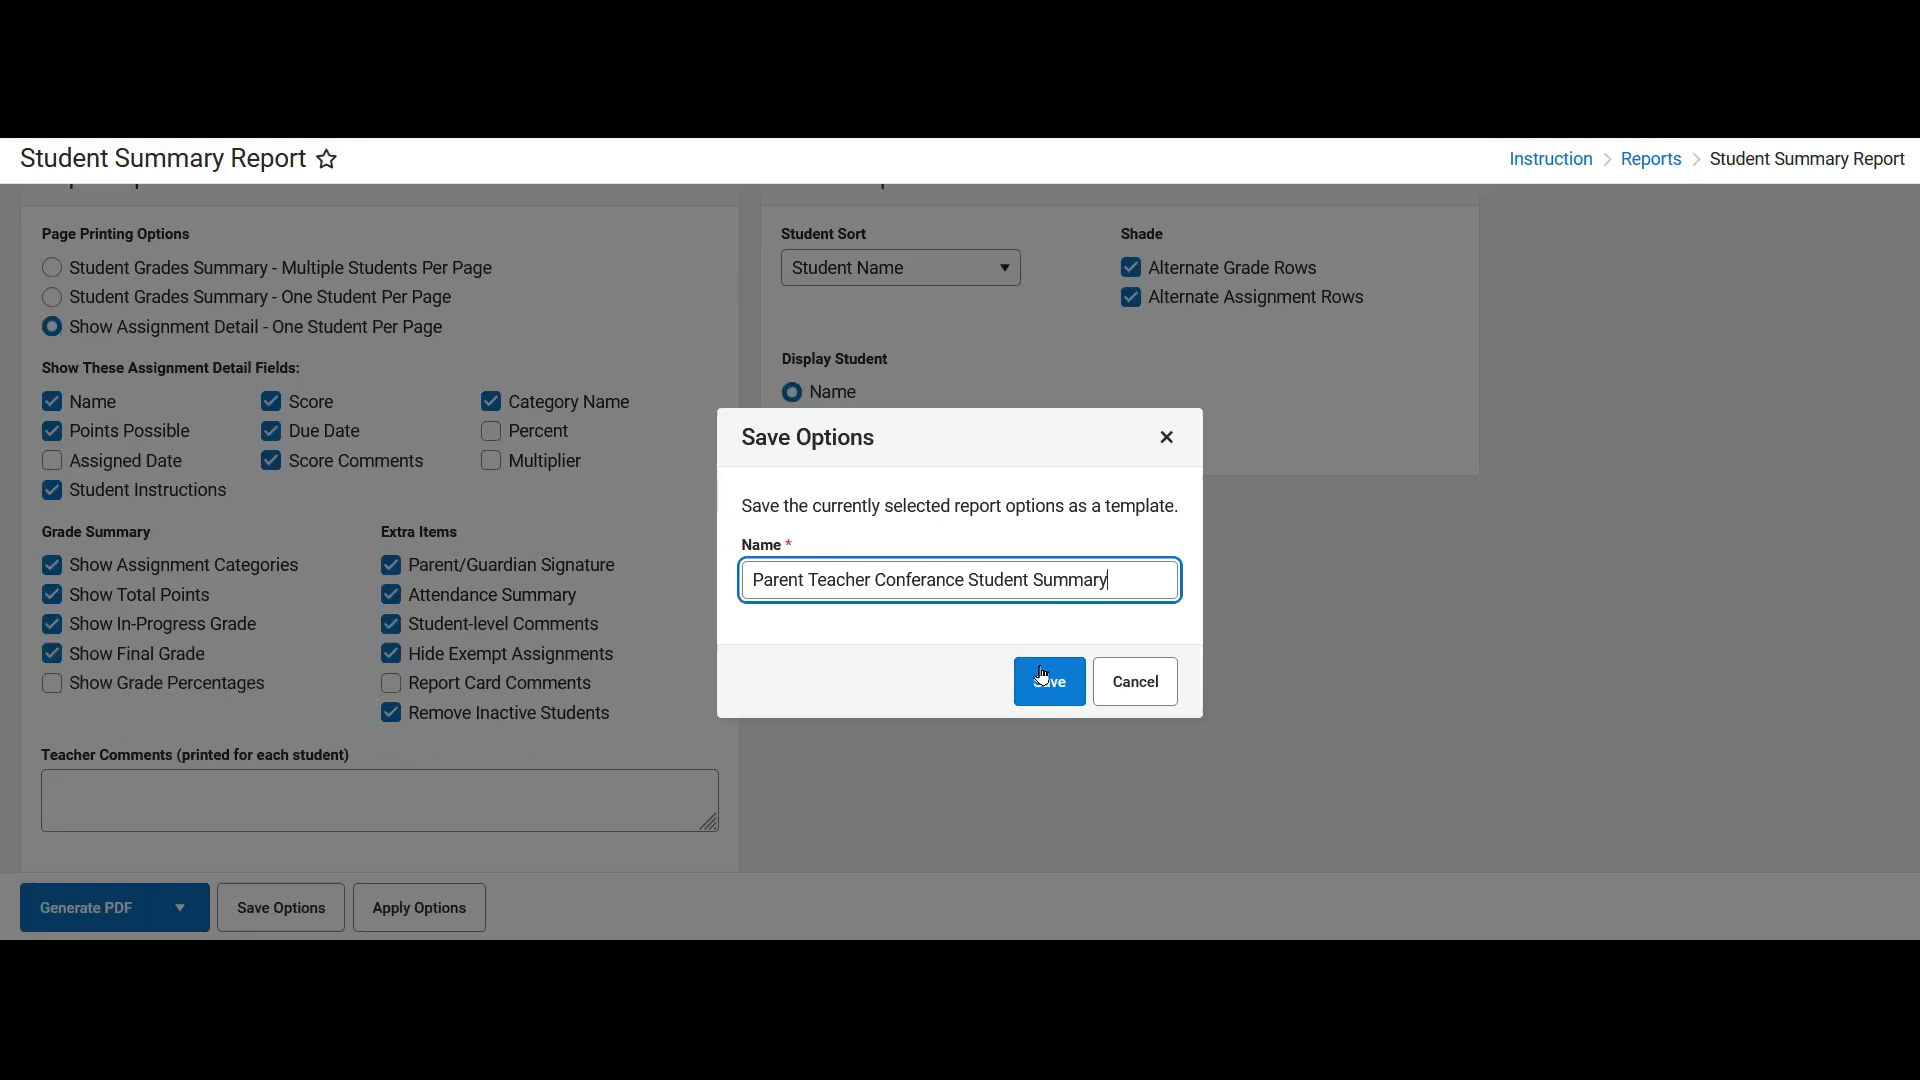 Student Summary Report
Instruction > Reports > Student Summary Report
Page Printing Options
Student Grades Summary - Multiple Students Per Page
Student Grades Summary - One Student Per Page
Show Assignment Detail - One Student Per Page
Show These Assignment Detail Fields:
Name Score Category Name
Points Possible Due Date Percent
Assigned Date Score Comments Multiplier
Student Instructions
Grade Summary Extra Items
Show Assignment Categories Parent/Guardian Signature
Show Total Points Attendance Summary
Show In-Progress Grade Student-level Comments
Show Final Grade Hide Exempt Assignments
Show Grade Percentages Report Card Comments
Remove Inactive Students
Teacher Comments (printed for each student)
Student Sort Shade
Student Name Alternate Grade Rows
Alternate Assignment Rows
Display Student
Name
Save Options
Save the currently selected report options as a template.
Name *
Parent Teacher Conferance Student Summary
Save Cancel
Generate PDF Save Options Apply Options